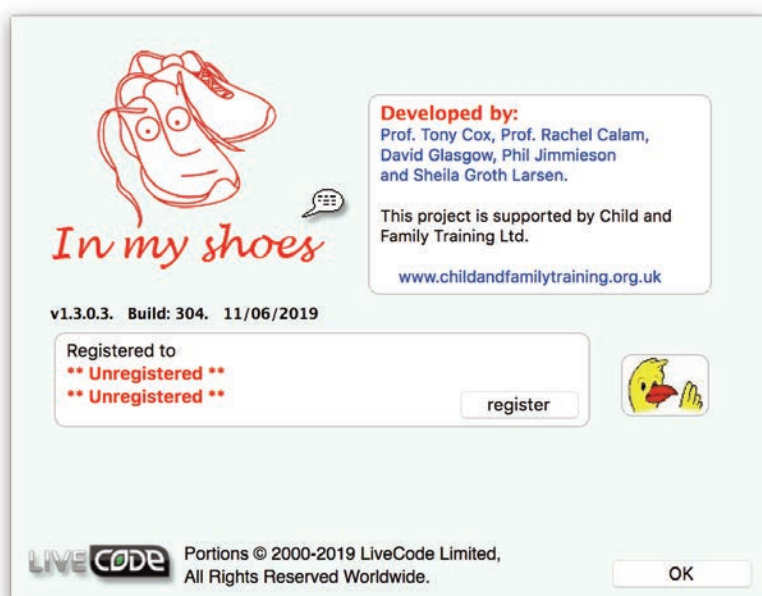 In my shoes
Developed by:
Prof. Tony Cox, Prof. Rachel Calam,
David Glasgow, Phil Jimmieson
and Sheila Groth Larsen.
This project is supported by Child and
Family Training Ltd.
www.childandfamilytraining.org.uk
v1.3.0.3. Build: 304. 11/06/2019
Registered to
** Unregistered **
** Unregistered **
register
LIVECODE
Portions © 2000-2019 LiveCode Limited,
All Rights Reserved Worldwide.
OK